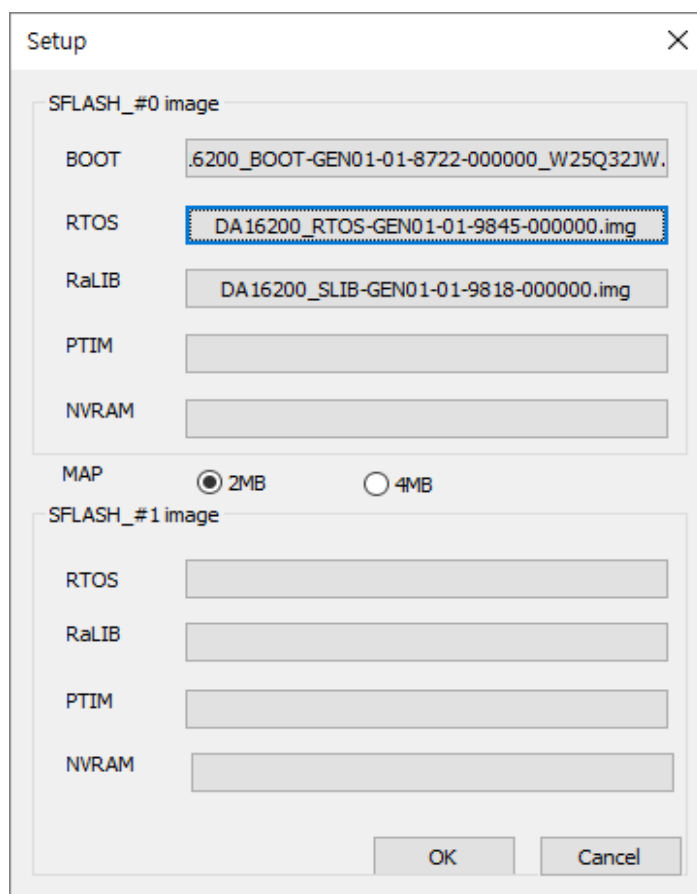 Setup
SFLASH_#0 image
BOOT .6200_BOOT-GEN01-01-8722-000000_W25Q32JW.
RTOS DA16200_RTOS-GEN01-01-9845-000000.img
RaLIB DA16200_SLIB-GEN01-01-9818-000000.img
PTIM
NVRAM
MAP 2MB 4MB
SFLASH_#1 image
RTOS
RaLIB
PTIM
NVRAM
OK Cancel